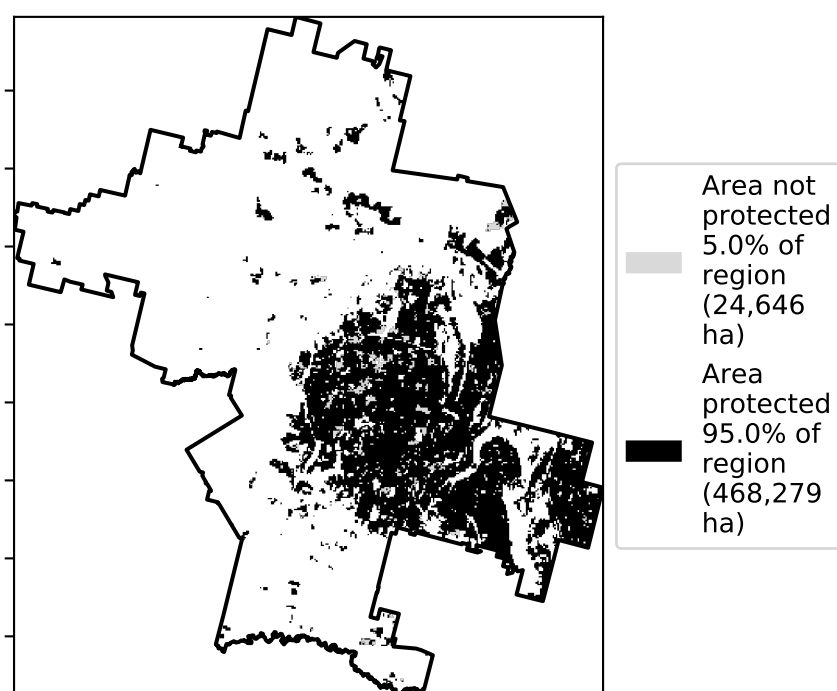 Area not
protected
5.0% of
region
(24,646
ha)
Area
protected
95.0% of
region
(468,279
ha)